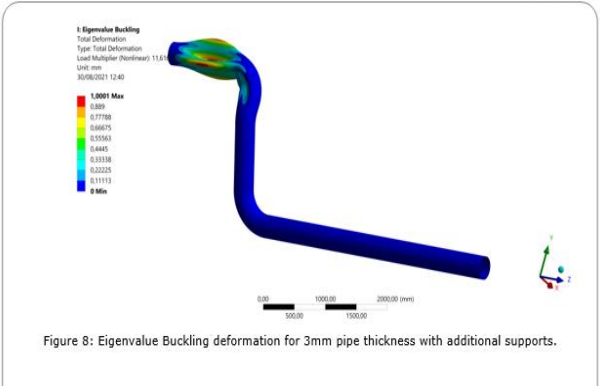 I: Eigenvalue Buckling
Total Deformation
Type: Total Deformation
Load Multiplier (Nonlinear): 11,61
Unit: mm
30/08/2021 12:40
1,0001 Max
0,889
0,77788
0,66675
0,55563
0,4445
0,33338
0,22225
0,11113
0 Min
Y
Z
X
0,00 1000,00 2000,00 (mm)
500,00 1500,00
Figure 8: Eigenvalue Buckling deformation for 3mm pipe thickness with additional supports.